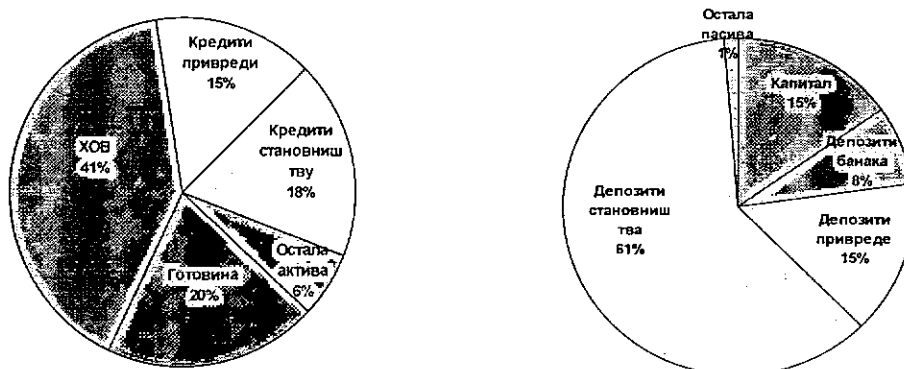 Кредити
привреди
15%
ХОВ
41%
Кредити
становниш
тву
18%
Остала
актива
6%
Готовина
20%
Остала
пасива
1%
Капитал
15%
Депозити
банака
8%
Депозити
становниш
тва
61%
Депозити
привреде
15%